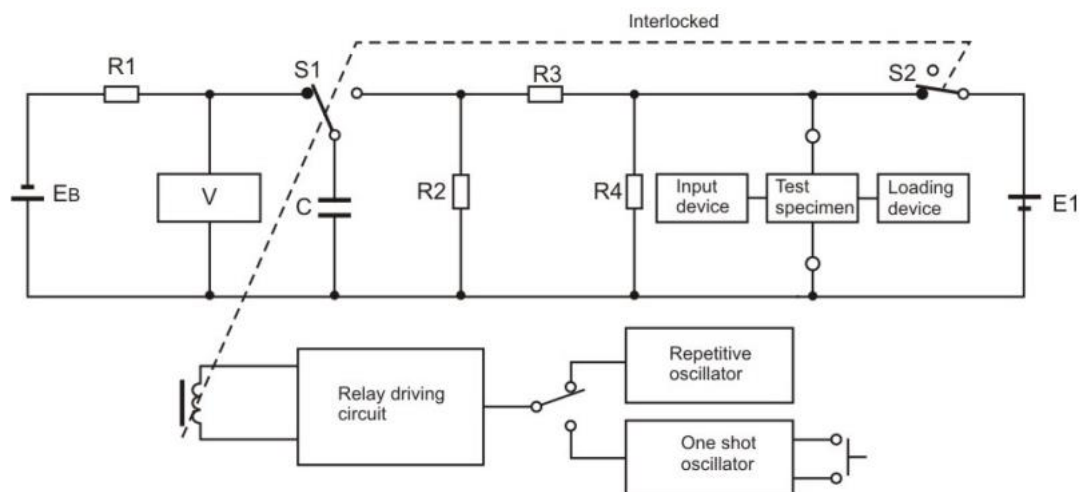 Interlocked
R1
S1
R3
S2
EB
V
C
R2
R4
Input
device
Test
specimen
Loading
device
E1
Relay driving
circuit
Repetitive
oscillator
One shot
oscillator